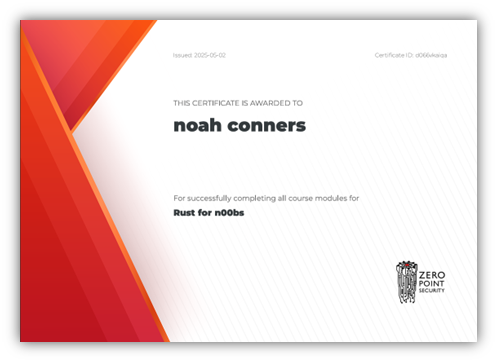 Issued: 2025-05-02
Certificate ID: d066vkaiqa
THIS CERTIFICATE IS AWARDED TO
noah conners
For successfully completing all course modules for
Rust for n00bs
ZERO
POINT
SECURITY